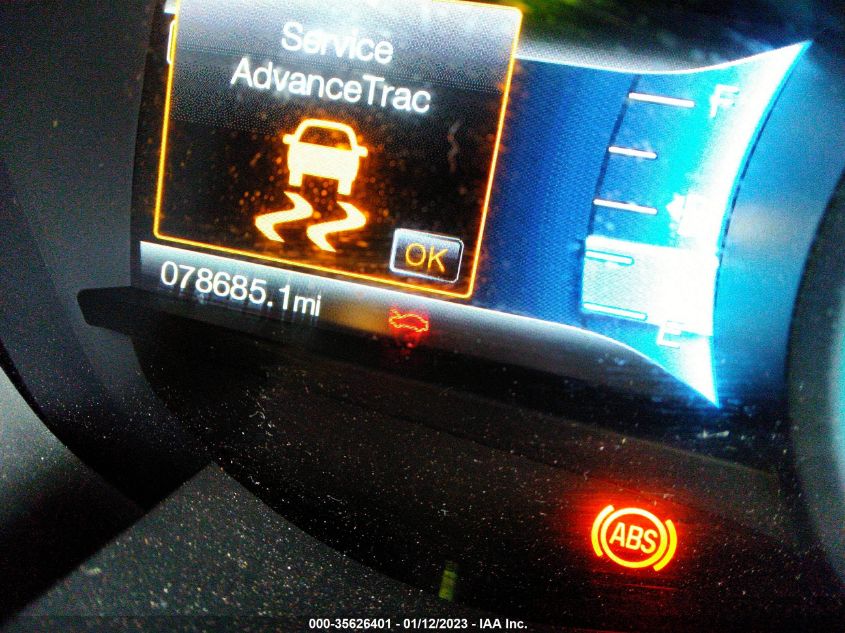 Service
AdvanceTrac
OK
078685.1mi
F
E
ABS
000-35626401 - 01/12/2023 - IAA Inc.